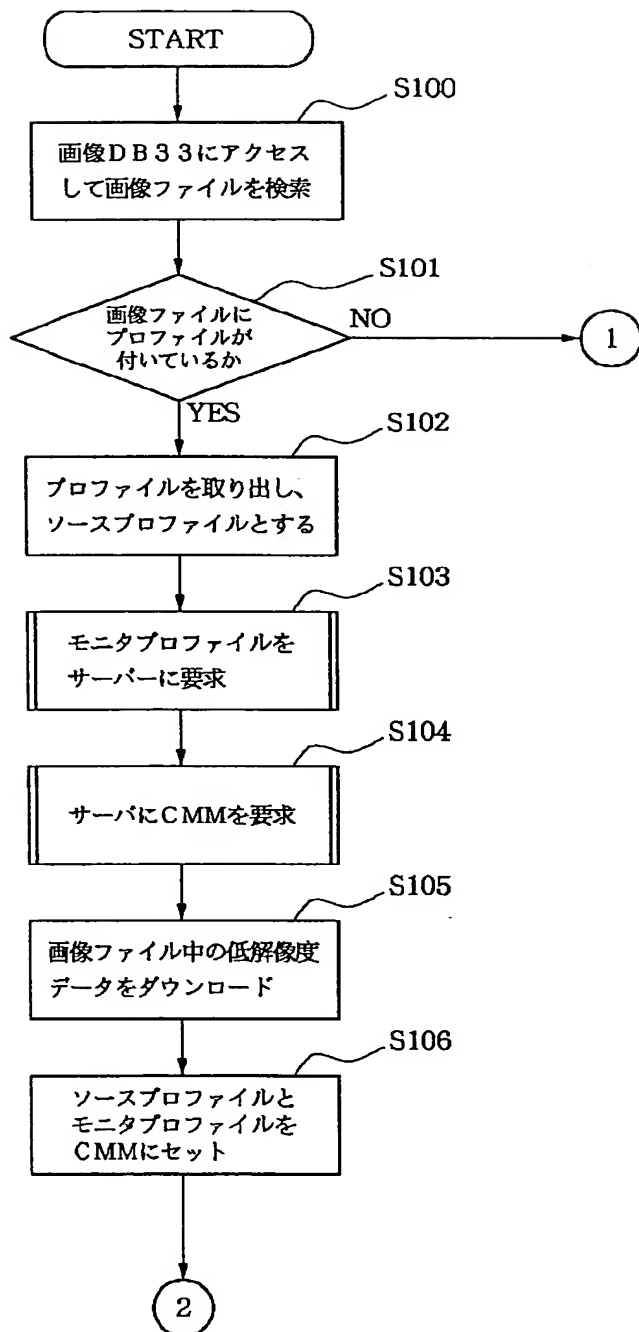 START
S100
画像DB33にアクセス
して画像ファイルを検索
S101
画像ファイルに
プロファイルが
付いているか
NO
1
YES
S102
プロファイルを取り出し、
ソースプロファイルとする
S103
モニタプロファイルを
サーバーに要求
S104
サーバにCMMを要求
S105
画像ファイル中の低解像度
データをダウンロード
S106
ソースプロファイルと
モニタプロファイルを
CMMにセット
2